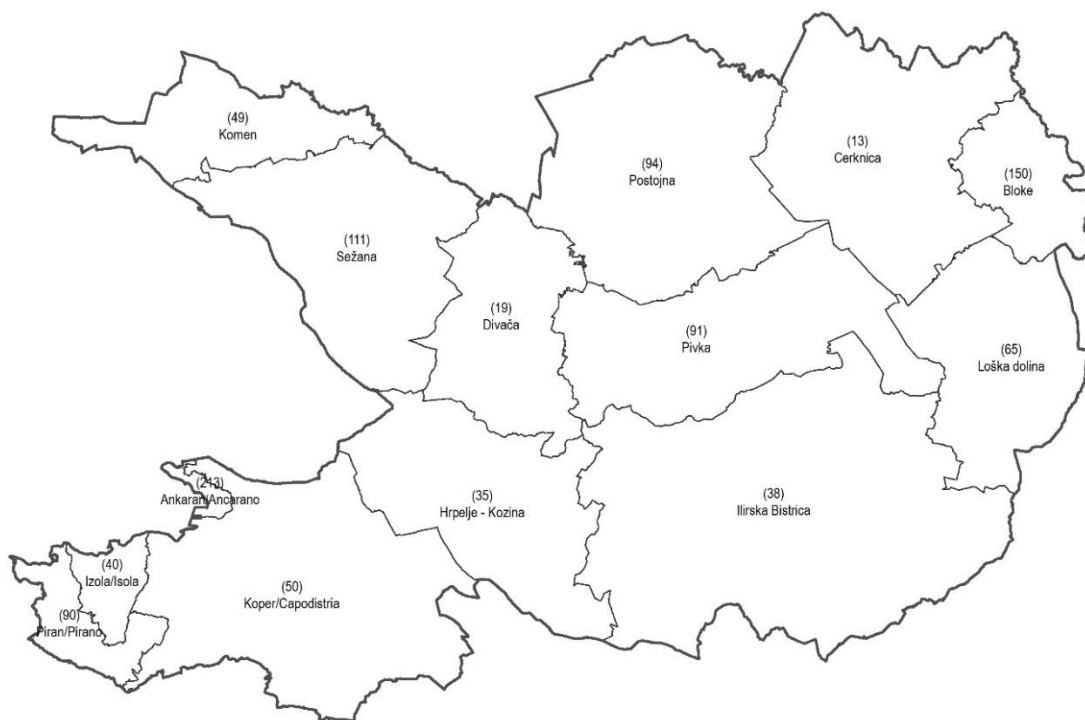 (49)
Komen
(13)
Cerknica
(94)
Postojna
(150)
Bloke
(111)
Sežana
(19)
Divača
(91)
Pivka
(65)
Loška dolina
(213)
Ankaran/Ancarano
(35)
Hrpelje - Kozina
(38)
Ilirska Bistrica
(40)
Izola/Isola
(50)
Koper/Capodistria
(90)
Piran/Pirano